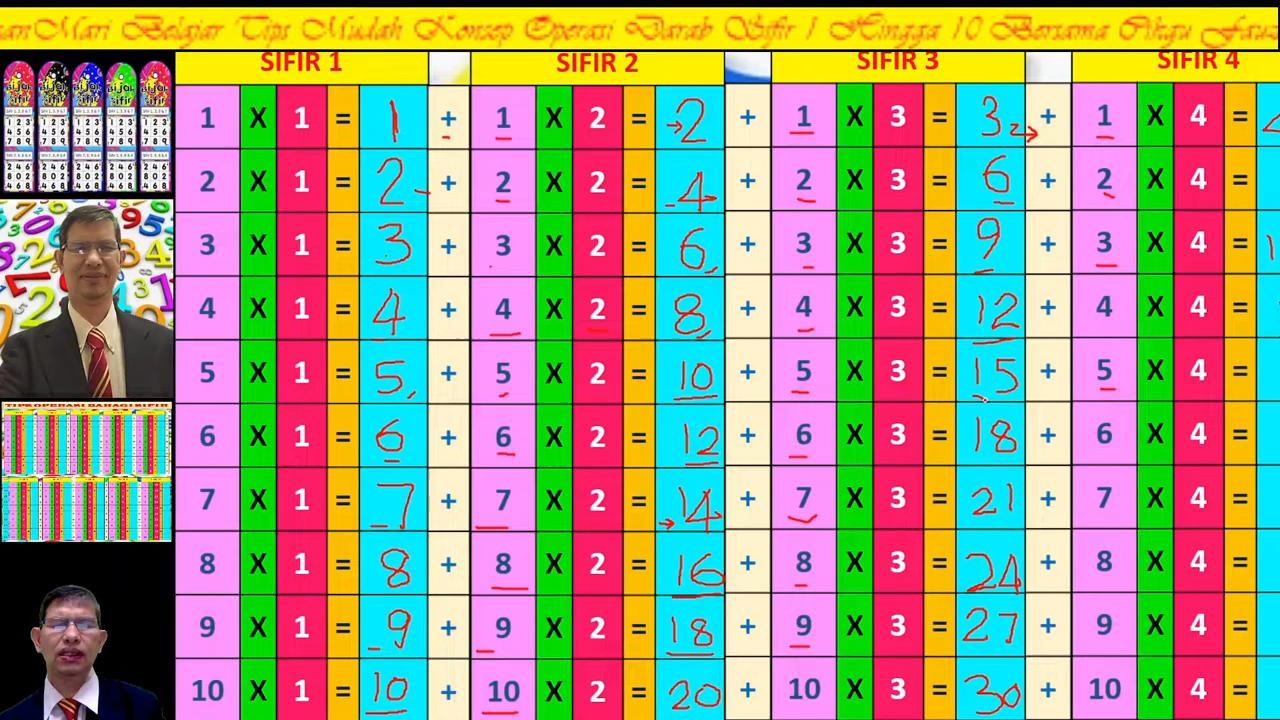 Mari Belajar Tips Mudah Konsep Operasi Darab Sifir 1 Hingga 10 Bersama Cikgu
SIFIR 1 SIFIR 2 SIFIR 3 SIFIR 4
1 X 1 = 1 + 1 X 2 = 2 + 1 X 3 = 3 + 1 X 4 =
2 X 1 = 2 + 2 X 2 = 4 + 2 X 3 = 6 + 2 X 4 =
3 X 1 = 3 + 3 X 2 = 6 + 3 X 3 = 9 + 3 X 4 = 1
4 X 1 = 4 + 4 X 2 = 8 + 4 X 3 = 12 + 4 X 4 =
5 X 1 = 5 + 5 X 2 = 10 + 5 X 3 = 15 + 5 X 4 =
6 X 1 = 6 + 6 X 2 = 12 + 6 X 3 = 18 + 6 X 4 =
7 X 1 = 7 + 7 X 2 = 14 + 7 X 3 = 21 + 7 X 4 =
8 X 1 = 8 + 8 X 2 = 16 + 8 X 3 = 24 + 8 X 4 =
9 X 1 = 9 + 9 X 2 = 18 + 9 X 3 = 27 + 9 X 4 =
10 X 1 = 10 + 10 X 2 = 20 + 10 X 3 = 30 + 10 X 4 =
TIPS OPERASI BAHAGI SIFIR